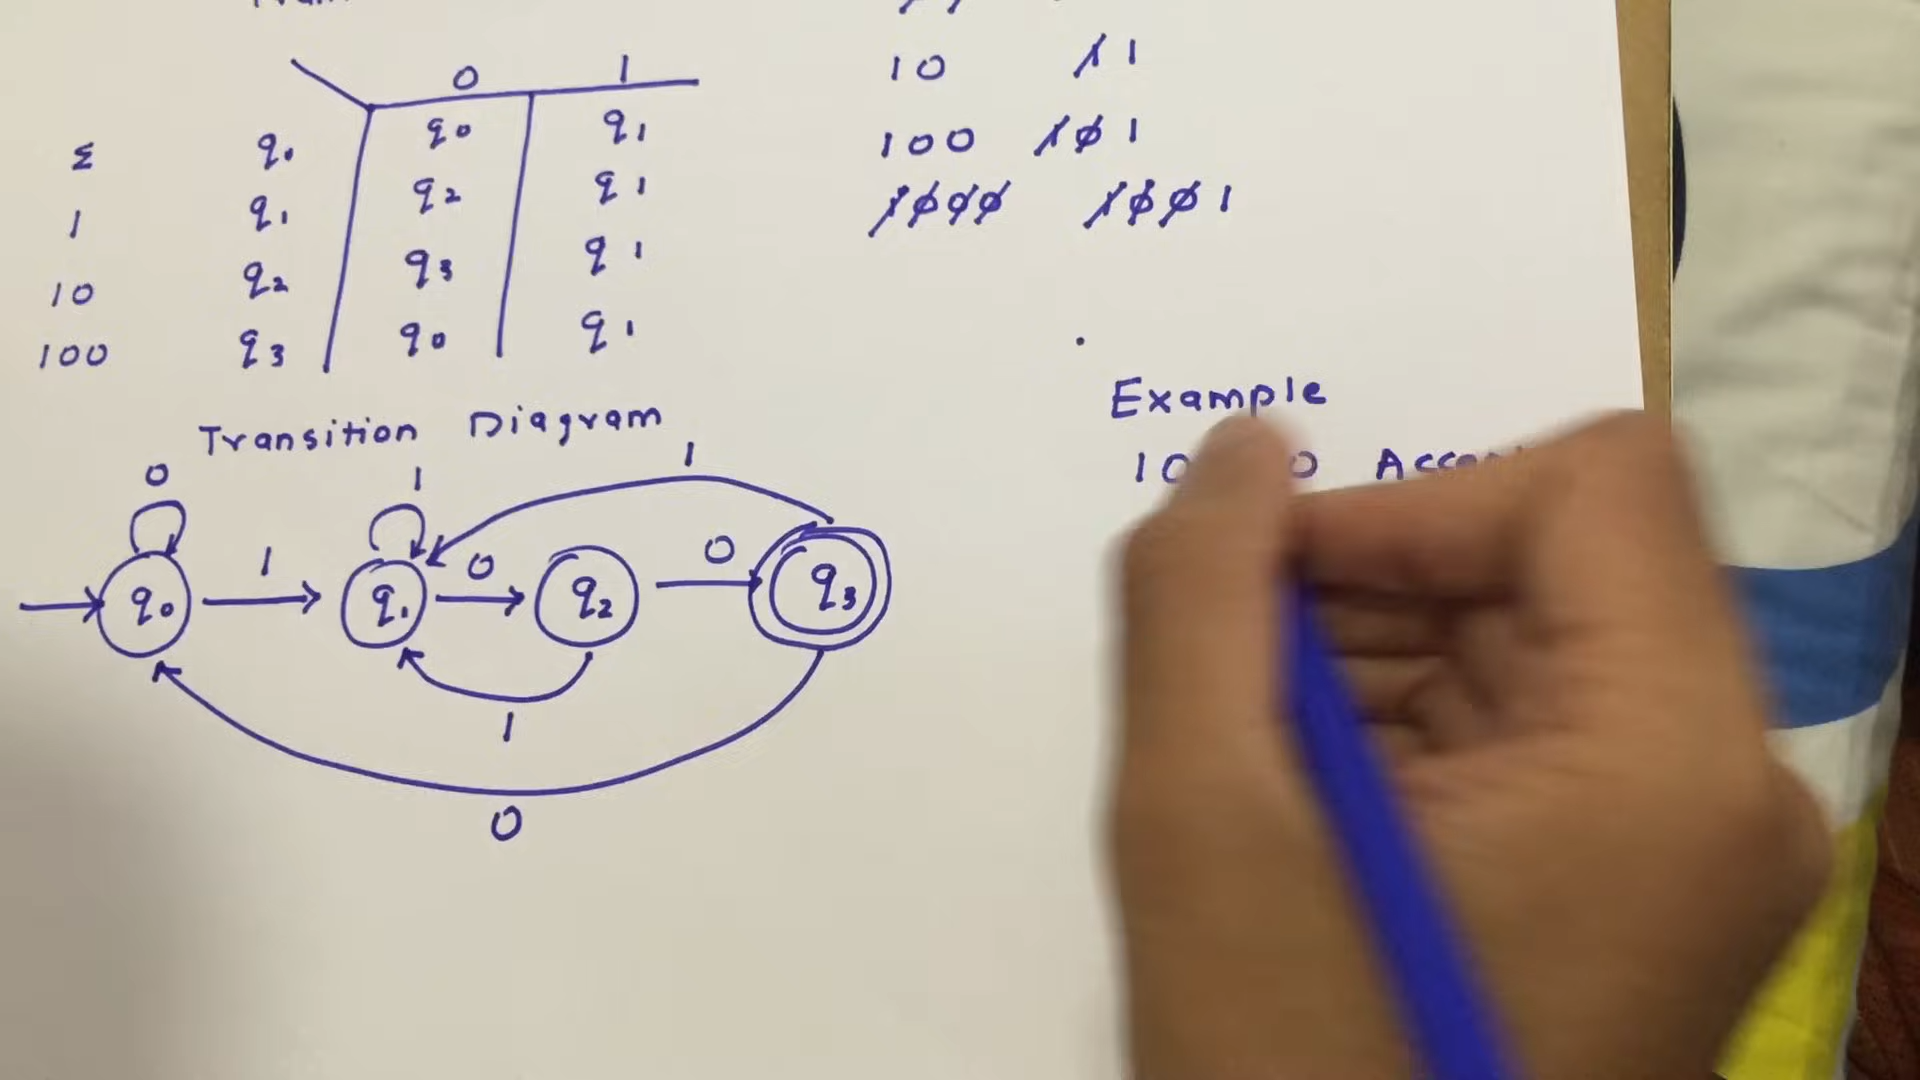 0 1
Σ q0 q0 q1
1 q1 q2 q1
10 q2 q3 q1
100 q3 q0 q1
10 11
100 101
1000 1001
Transition Diagram
Example
0 1 1
q0 1 q1 0 q2 0 q3
1
0